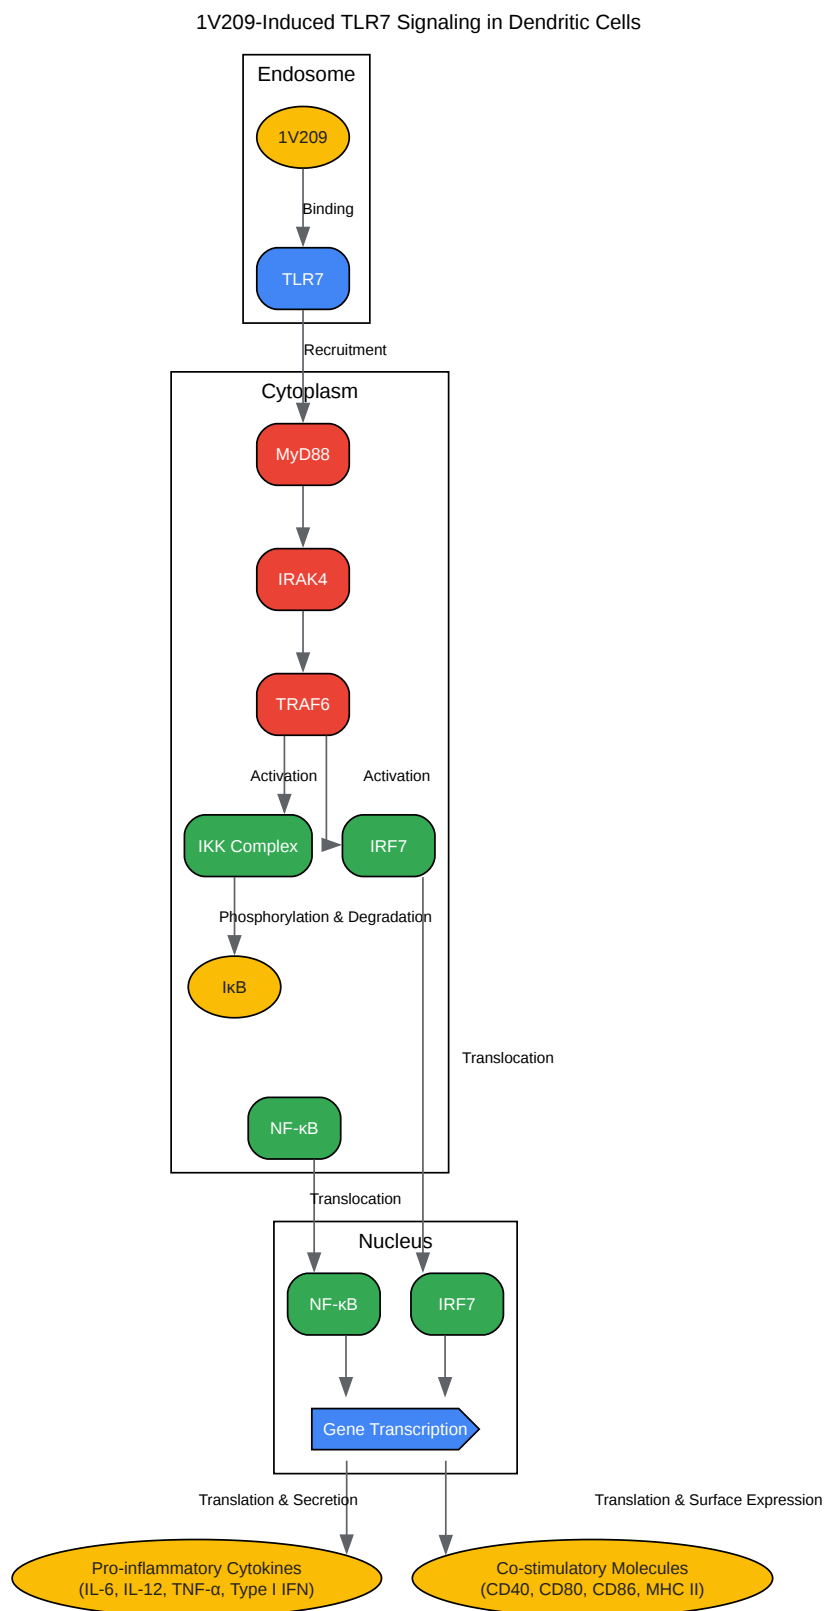 1V209-Induced TLR7 Signaling in Dendritic Cells
Endosome
1V209
Binding
TLR7
Recruitment
Cytoplasm
MyD88
IRAK4
TRAF6
Activation
Activation
IKK Complex
IRF7
Phosphorylation & Degradation
IκB
Translocation
NF-κB
Translocation
Nucleus
NF-κB
IRF7
Gene Transcription
Translation & Secretion
Translation & Surface Expression
Pro-inflammatory Cytokines
(IL-6, IL-12, TNF-α, Type I IFN)
Co-stimulatory Molecules
(CD40, CD80, CD86, MHC II)